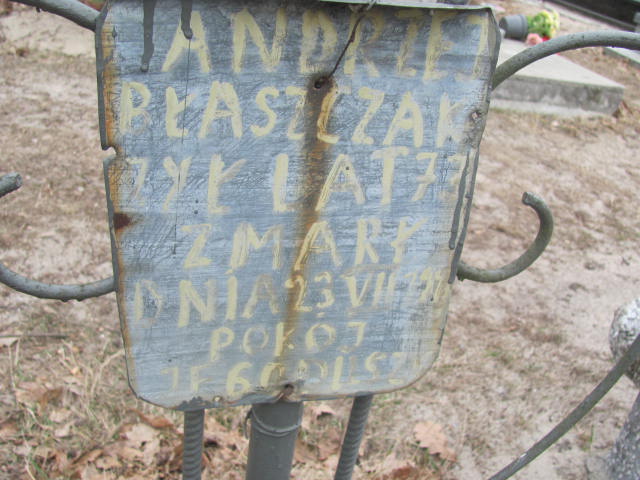 ANDRZEJ
BŁASZCZAK
ŻYŁ LAT 77
ZMARŁ
DNIA 23 VII
POKÓJ
JEGO DUSZY